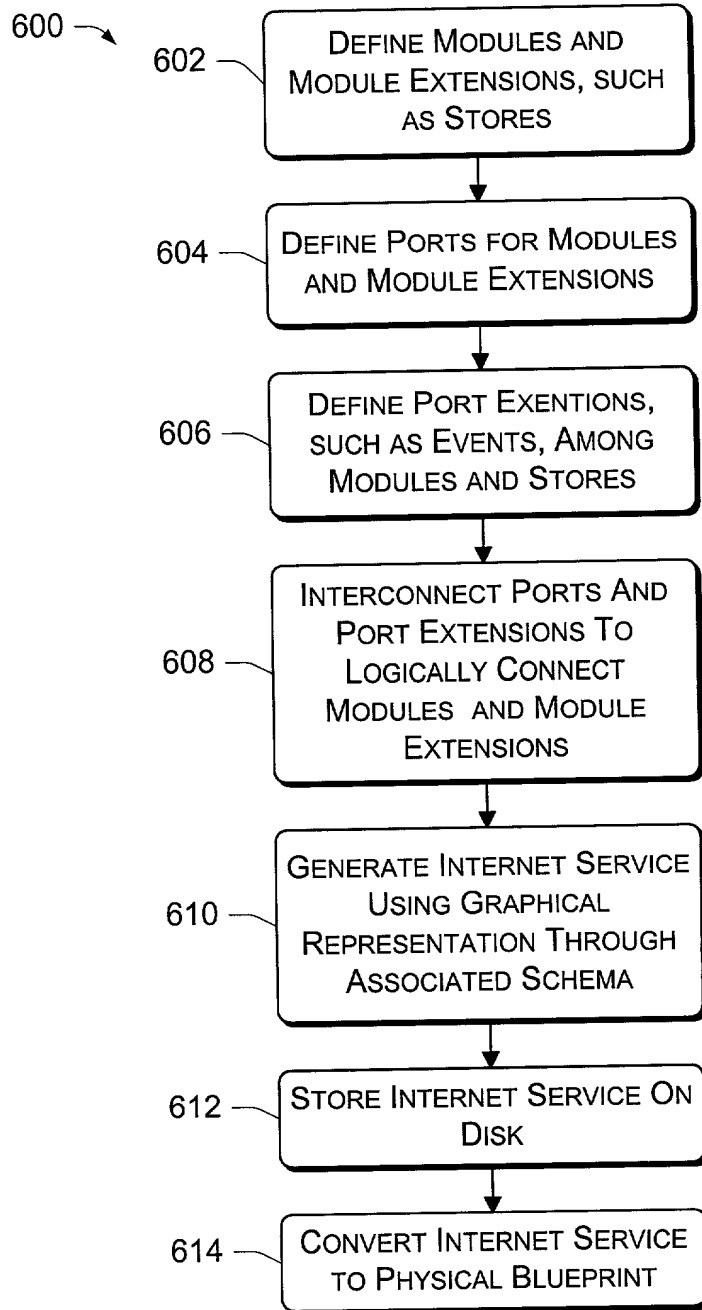 600
602
DEFINE MODULES AND
MODULE EXTENSIONS, SUCH
AS STORES
604
DEFINE PORTS FOR MODULES
AND MODULE EXTENSIONS
606
DEFINE PORT EXENTIONS,
SUCH AS EVENTS, AMONG
MODULES AND STORES
608
INTERCONNECT PORTS AND
PORT EXTENSIONS TO
LOGICALLY CONNECT
MODULES AND MODULE
EXTENSIONS
610
GENERATE INTERNET SERVICE
USING GRAPHICAL
REPRESENTATION THROUGH
ASSOCIATED SCHEMA
612
STORE INTERNET SERVICE ON
DISK
614
CONVERT INTERNET SERVICE
TO PHYSICAL BLUEPRINT